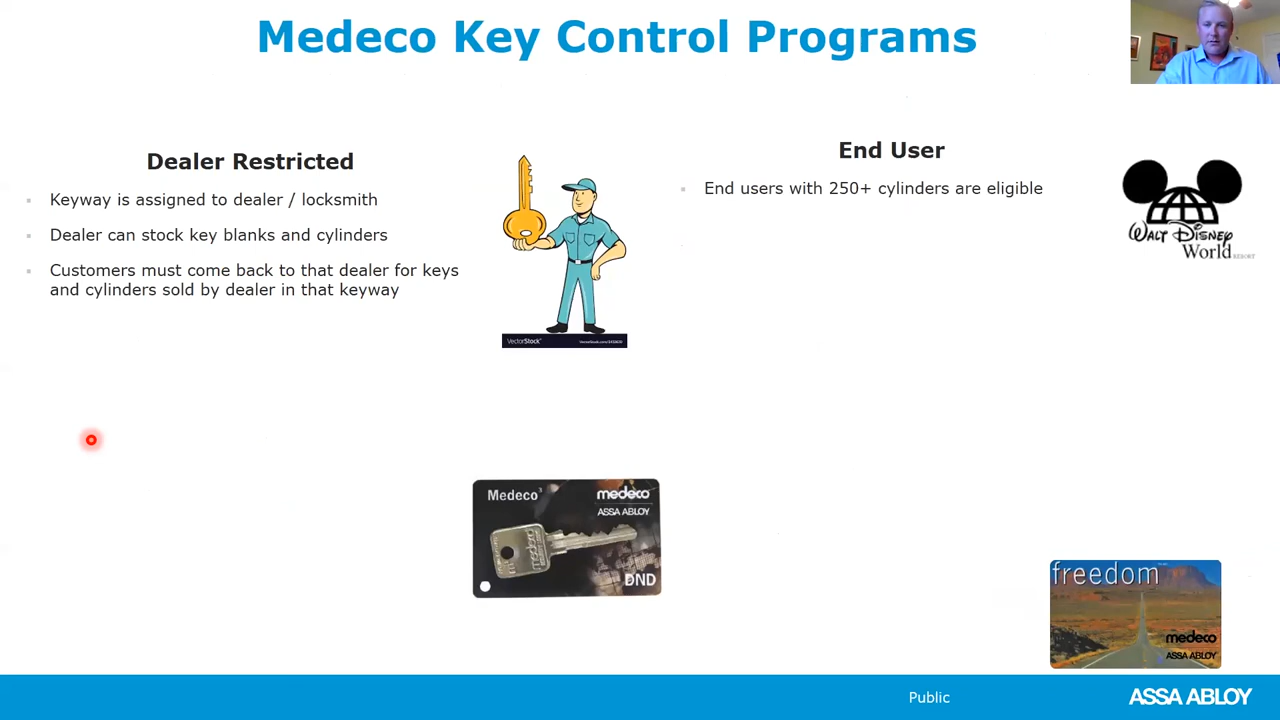 Medeco Key Control Programs
Dealer Restricted
Keyway is assigned to dealer / locksmith
Dealer can stock key blanks and cylinders
Customers must come back to that dealer for keys
and cylinders sold by dealer in that keyway
VectorStock
End User
End users with 250+ cylinders are eligible
WALT DISNEY
World RESORT
Medeco³
medeco
ASSA ABLOY
DND
freedom
medeco
ASSA ABLOY
Public
ASSA ABLOY